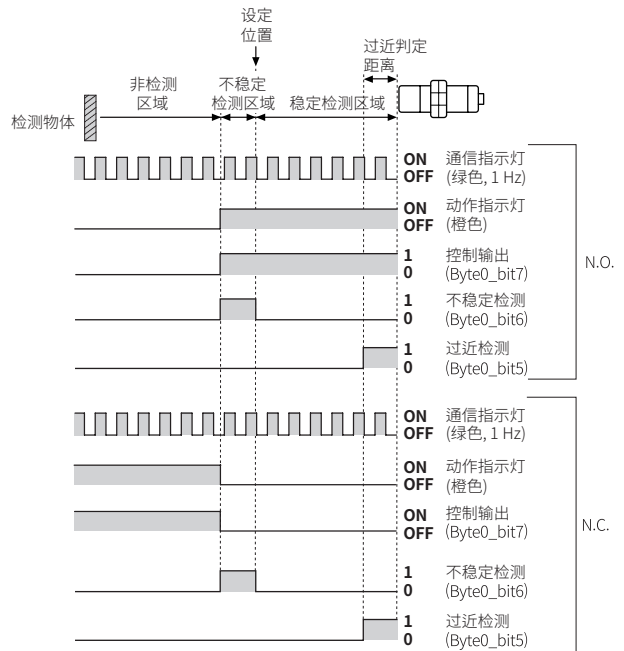 设定
位置
过近判定
距离
非检测
区域
不稳定
检测区域
稳定检测区域
检测物体
ON 通信指示灯
OFF (绿色, 1 Hz)
ON 动作指示灯
OFF (橙色)
1 控制输出
0 (Byte0_bit7)
N.O.
1 不稳定检测
0 (Byte0_bit6)
1 过近检测
0 (Byte0_bit5)
ON 通信指示灯
OFF (绿色, 1 Hz)
ON 动作指示灯
OFF (橙色)
ON 控制输出
OFF (Byte0_bit7)
N.C.
1 不稳定检测
0 (Byte0_bit6)
1 过近检测
0 (Byte0_bit5)